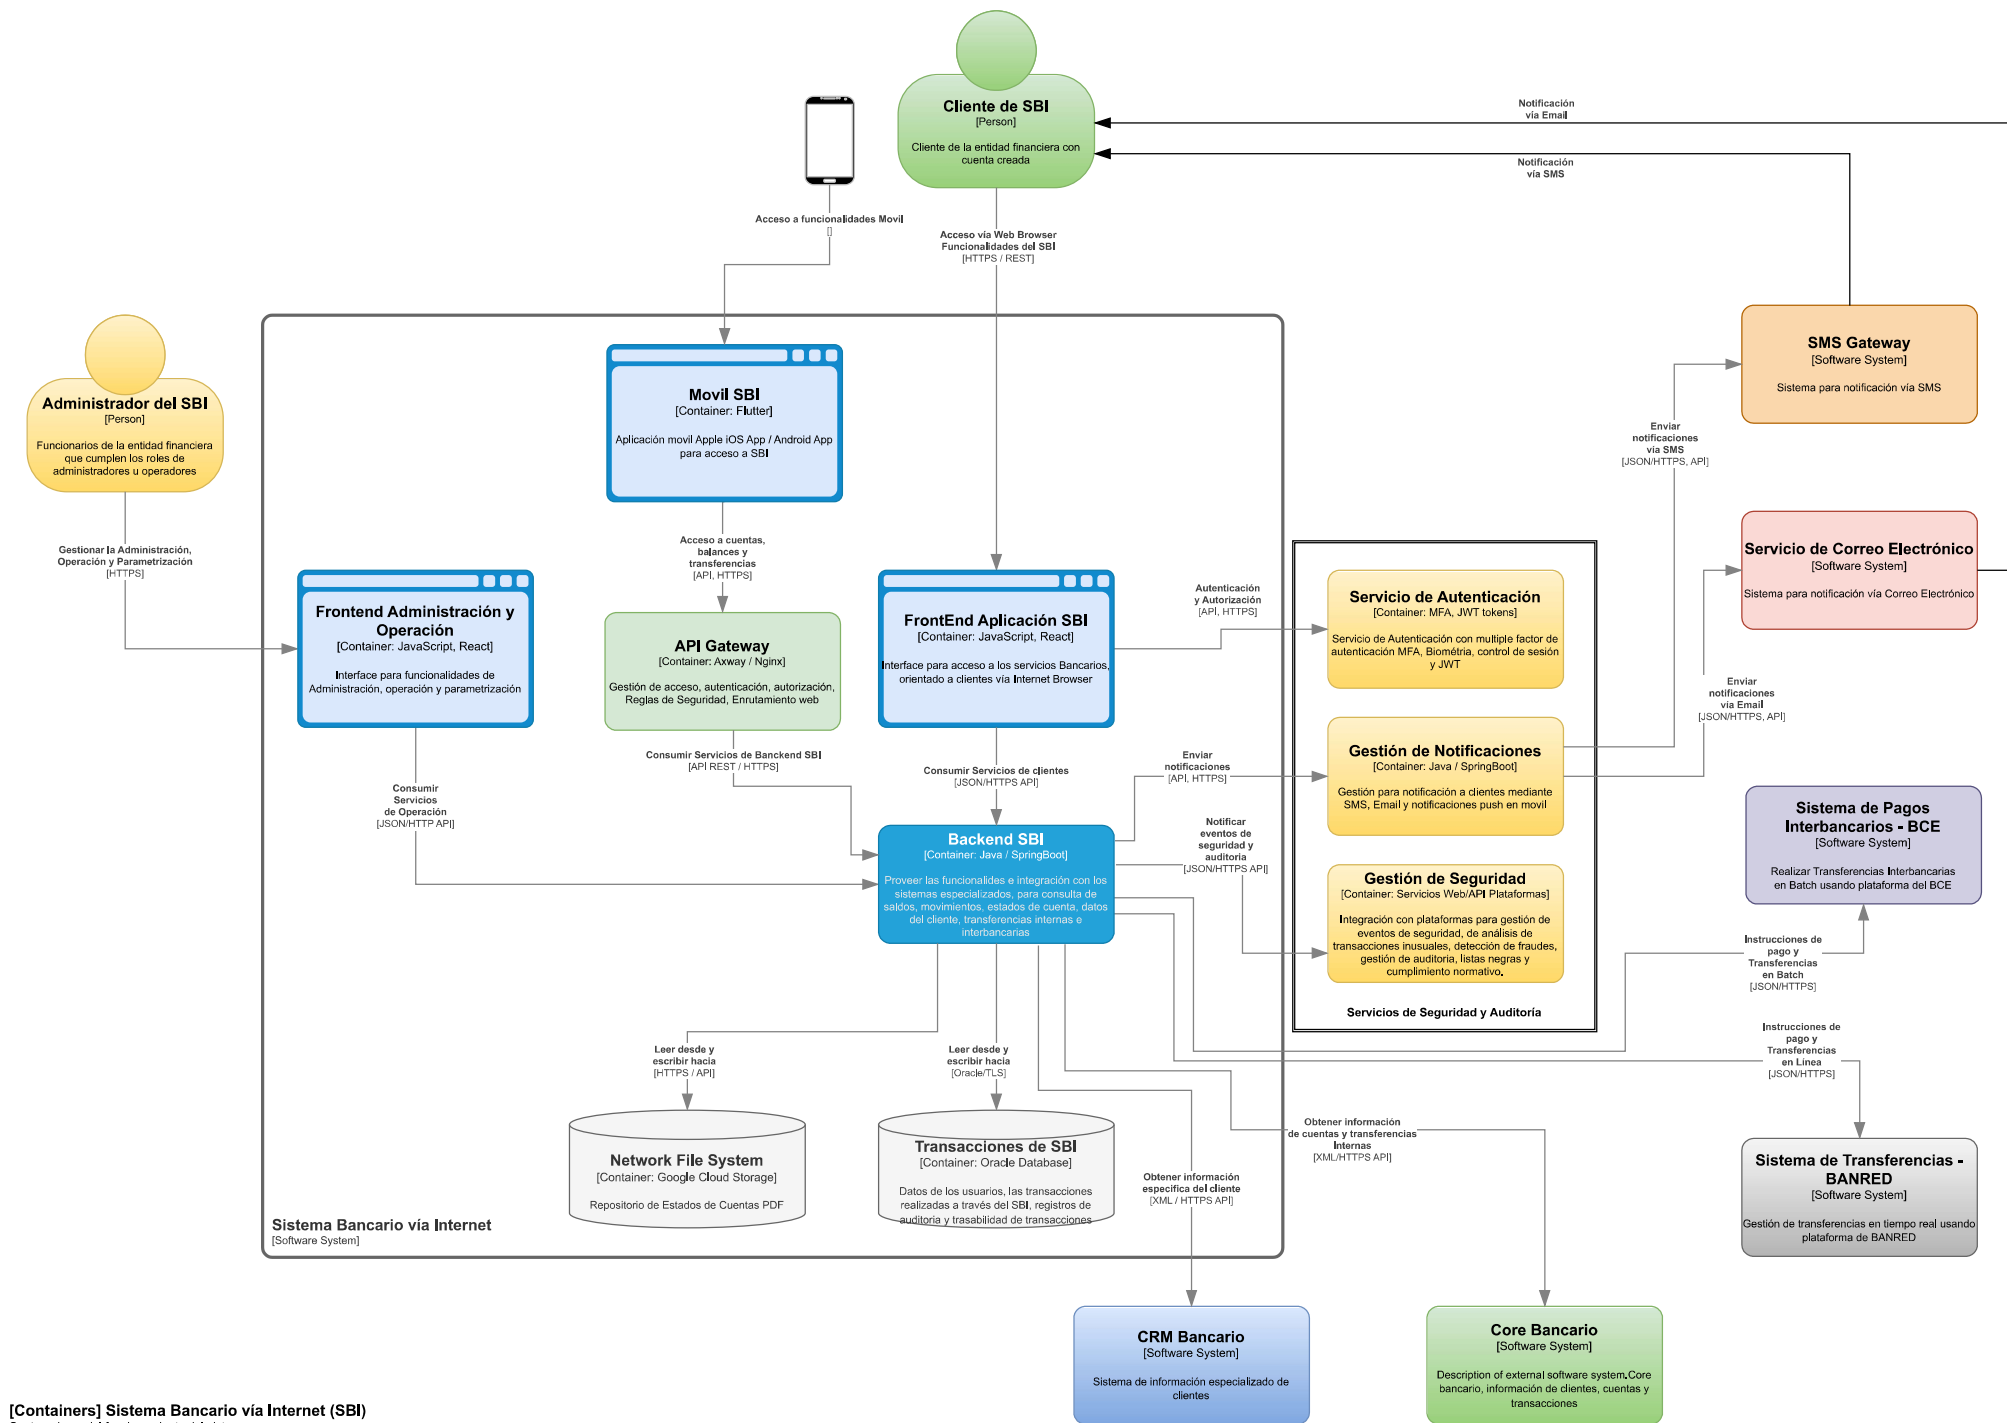 Cliente de SBI
[Person]
Cliente de la entidad financiera con
cuenta creada
Notificación
via Email
Notificación
vía SMS
Acceso a funcionalidades Movil
[]
Acceso vía Web Browser
Funcionalidades del SBI
[HTTPS / REST]
Administrador del SBI
[Person]
Funcionarios de la entidad financiera
que cumplen los roles de
administradores u operadores
Gestionar la Administración,
Operación y Parametrización
[HTTPS]
Movil SBI
[Container: Flutter]
Aplicación movil Apple iOS App / Android App
para acceso a SBI
Acceso a cuentas,
balances y
transferencias
[API, HTTPS]
SMS Gateway
[Software System]
Sistema para notificación vía SMS
Enviar
notificaciones
via SMS
[JSON/HTTPS, API]
Servicio de Correo Electrónico
[Software System]
Sistema para notificación vía Correo Electrónico
Enviar
notificaciones
vía Email
[JSON/HTTPS, API]
Frontend Administración y
Operación
[Container: JavaScript, React]
Interface para funcionalidades de
Administración, operación y parametrización
API Gateway
[Container: Axway / Nginx]
Gestión de acceso, autenticación, autorización,
Reglas de Seguridad, Enrutamiento web
FrontEnd Aplicación SBI
[Container: JavaScript, React]
Interface para acceso a los servicios Bancarios,
orientado a clientes vía Internet Browser
Autenticación
y Autorización
[API, HTTPS]
Servicio de Autenticación
[Container: MFA, JWT tokens]
Servicio de Autenticación con multiple factor de
autenticación MFA, Biométria, control de sesión
y JWT
Consumir
Servicios
de Operación
[JSON/HTTP API]
Consumir Servicios de Banckend SBI
[API REST / HTTPS]
Consumir Servicios de clientes
[JSON/HTTPS API]
Enviar
notificaciones
[API, HTTPS]
Gestión de Notificaciones
[Container: Java / SpringBoot]
Gestión para notificación a clientes mediante
SMS, Email y notificaciones push en movil
Notificar
eventos de
seguridad y
auditoria
[JSON/HTTPS API]
Backend SBI
[Container: Java / SpringBoot]
Proveer las funcionalides e integración con los
sistemas especializados, para consulta de
saldos, movimientos, estados de cuenta, datos
del cliente, transferencias internas e
interbancarias
Gestión de Seguridad
[Container: Servicios Web/API Plataformas]
Integración con plataformas para gestión de
eventos de seguridad, de análisis de
transacciones inusuales, detección de fraudes,
gestión de auditoria, listas negras y
cumplimiento normativo.
Servicios de Seguridad y Auditoría
Sistema de Pagos
Interbancarios - BCE
[Software System]
Realizar Transferencias Interbancarias
en Batch usando plataforma del BCE
Instrucciones de
pago y
Transferencias
en Batch
[JSON/HTTPS]
Instrucciones de
pago y
Transferencias
en Linea
[JSON/HTTPS]
Leer desde y
escribir hacia
[HTTPS / API]
Leer desde y
escribir hacia
[Oracle/TLS]
Network File System
[Container: Google Cloud Storage]
Repositorio de Estados de Cuentas PDF
Transacciones de SBI
[Container: Oracle Database]
Datos de los usuarios, las transacciones
realizadas a través del SBI, registros de
auditoria y trasabilidad de transacciones
Obtener información
de cuentas y transferencias
Internas
[XML/HTTPS API]
Obtener información
especifica del cliente
[XML / HTTPS API]
Sistema de Transferencias -
BANRED
[Software System]
Gestión de transferencias en tiempo real usando
plataforma de BANRED
Sistema Bancario vía Internet
[Software System]
CRM Bancario
[Software System]
Sistema de información especializado de
clientes
Core Bancario
[Software System]
Description of external software system.Core
bancario, información de clientes, cuentas y
transacciones
[Containers] Sistema Bancario vía Internet (SBI)